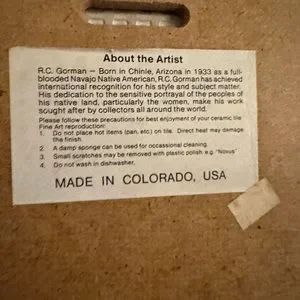 About the Artist
R.C. Gorman — Born in Chinle, Arizona in 1933 as a full-
blooded Navajo Native American, R.C. Gorman has achieved
international recognition for his style and subject matter.
His dedication to the sensitive portrayal of the peoples of
his native land, particularly the women, make his work
sought after by collectors all around the world.
Please follow these precautions for best enjoyment of your ceramic tile
Fine Art reproduction:
1. Do not place hot items (pan, etc.) on tile. Direct heat may damage
the finish.
2. A damp sponge can be used for occassional cleaning.
3. Small scratches may be removed with plastic polish e.g "Novus"
4. Do not wash in dishwasher.
MADE IN COLORADO, USA